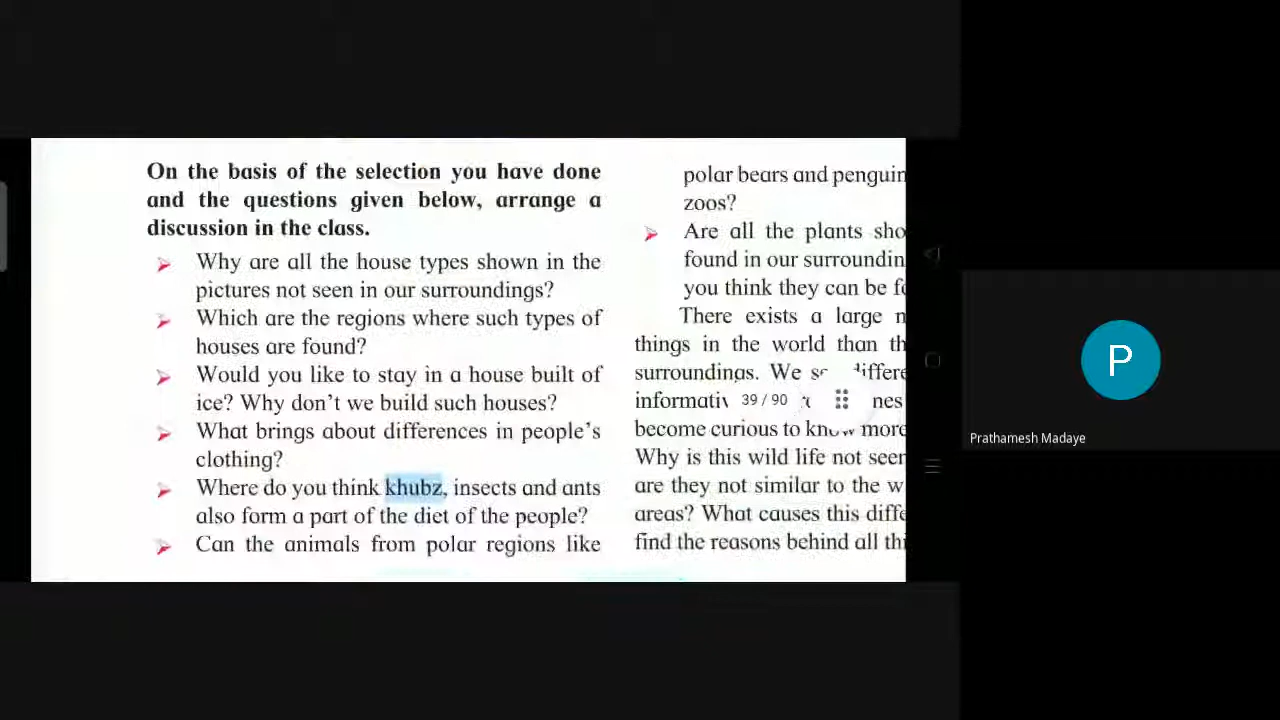 On the basis of the selection you have done
and the questions given below, arrange a
discussion in the class.
Why are all the house types shown in the
pictures not seen in our surroundings?
Which are the regions where such types of
houses are found?
Would you like to stay in a house built of
ice? Why don't we build such houses?
What brings about differences in people's
clothing?
Where do you think khubz, insects and ants
also form a part of the diet of the people?
Can the animals from polar regions like
polar bears and penguin
zoos?
Are all the plants sho
found in our surroundin
you think they can be fo
There exists a large n
things in the world than th
surroundings. We differe
informativ nes
become curious to know more
Why is this wild life not seen
are they not similar to the w
areas? What causes this diffe
find the reasons behind all thi
39 / 90
P
Prathamesh Madaye